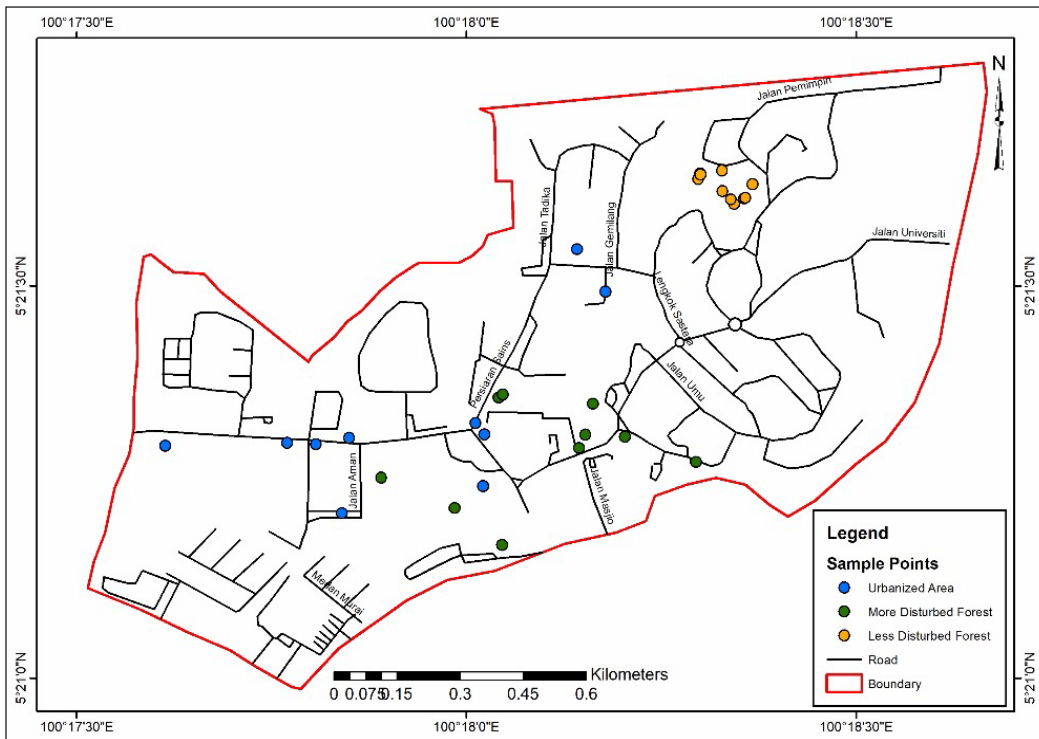 100°17'30"E 100°18'0"E 100°18'30"E
N
Jalan Pemimpin
Jalan Tadika
Jalan Gemilang
Jalan Universiti
5°21'30"N 5°21'30"N
Lengkok Sastera
Persiaran Sains
Jalan Umu
Jalan Aman
Jalan Masjio
Medan Murai
Legend
Sample Points
Urbanized Area
More Disturbed Forest
Less Disturbed Forest
Road
Boundary
Kilometers
0 0.075 0.15 0.3 0.45 0.6
5°21'0"N 5°21'0"N
100°17'30"E 100°18'0"E 100°18'30"E